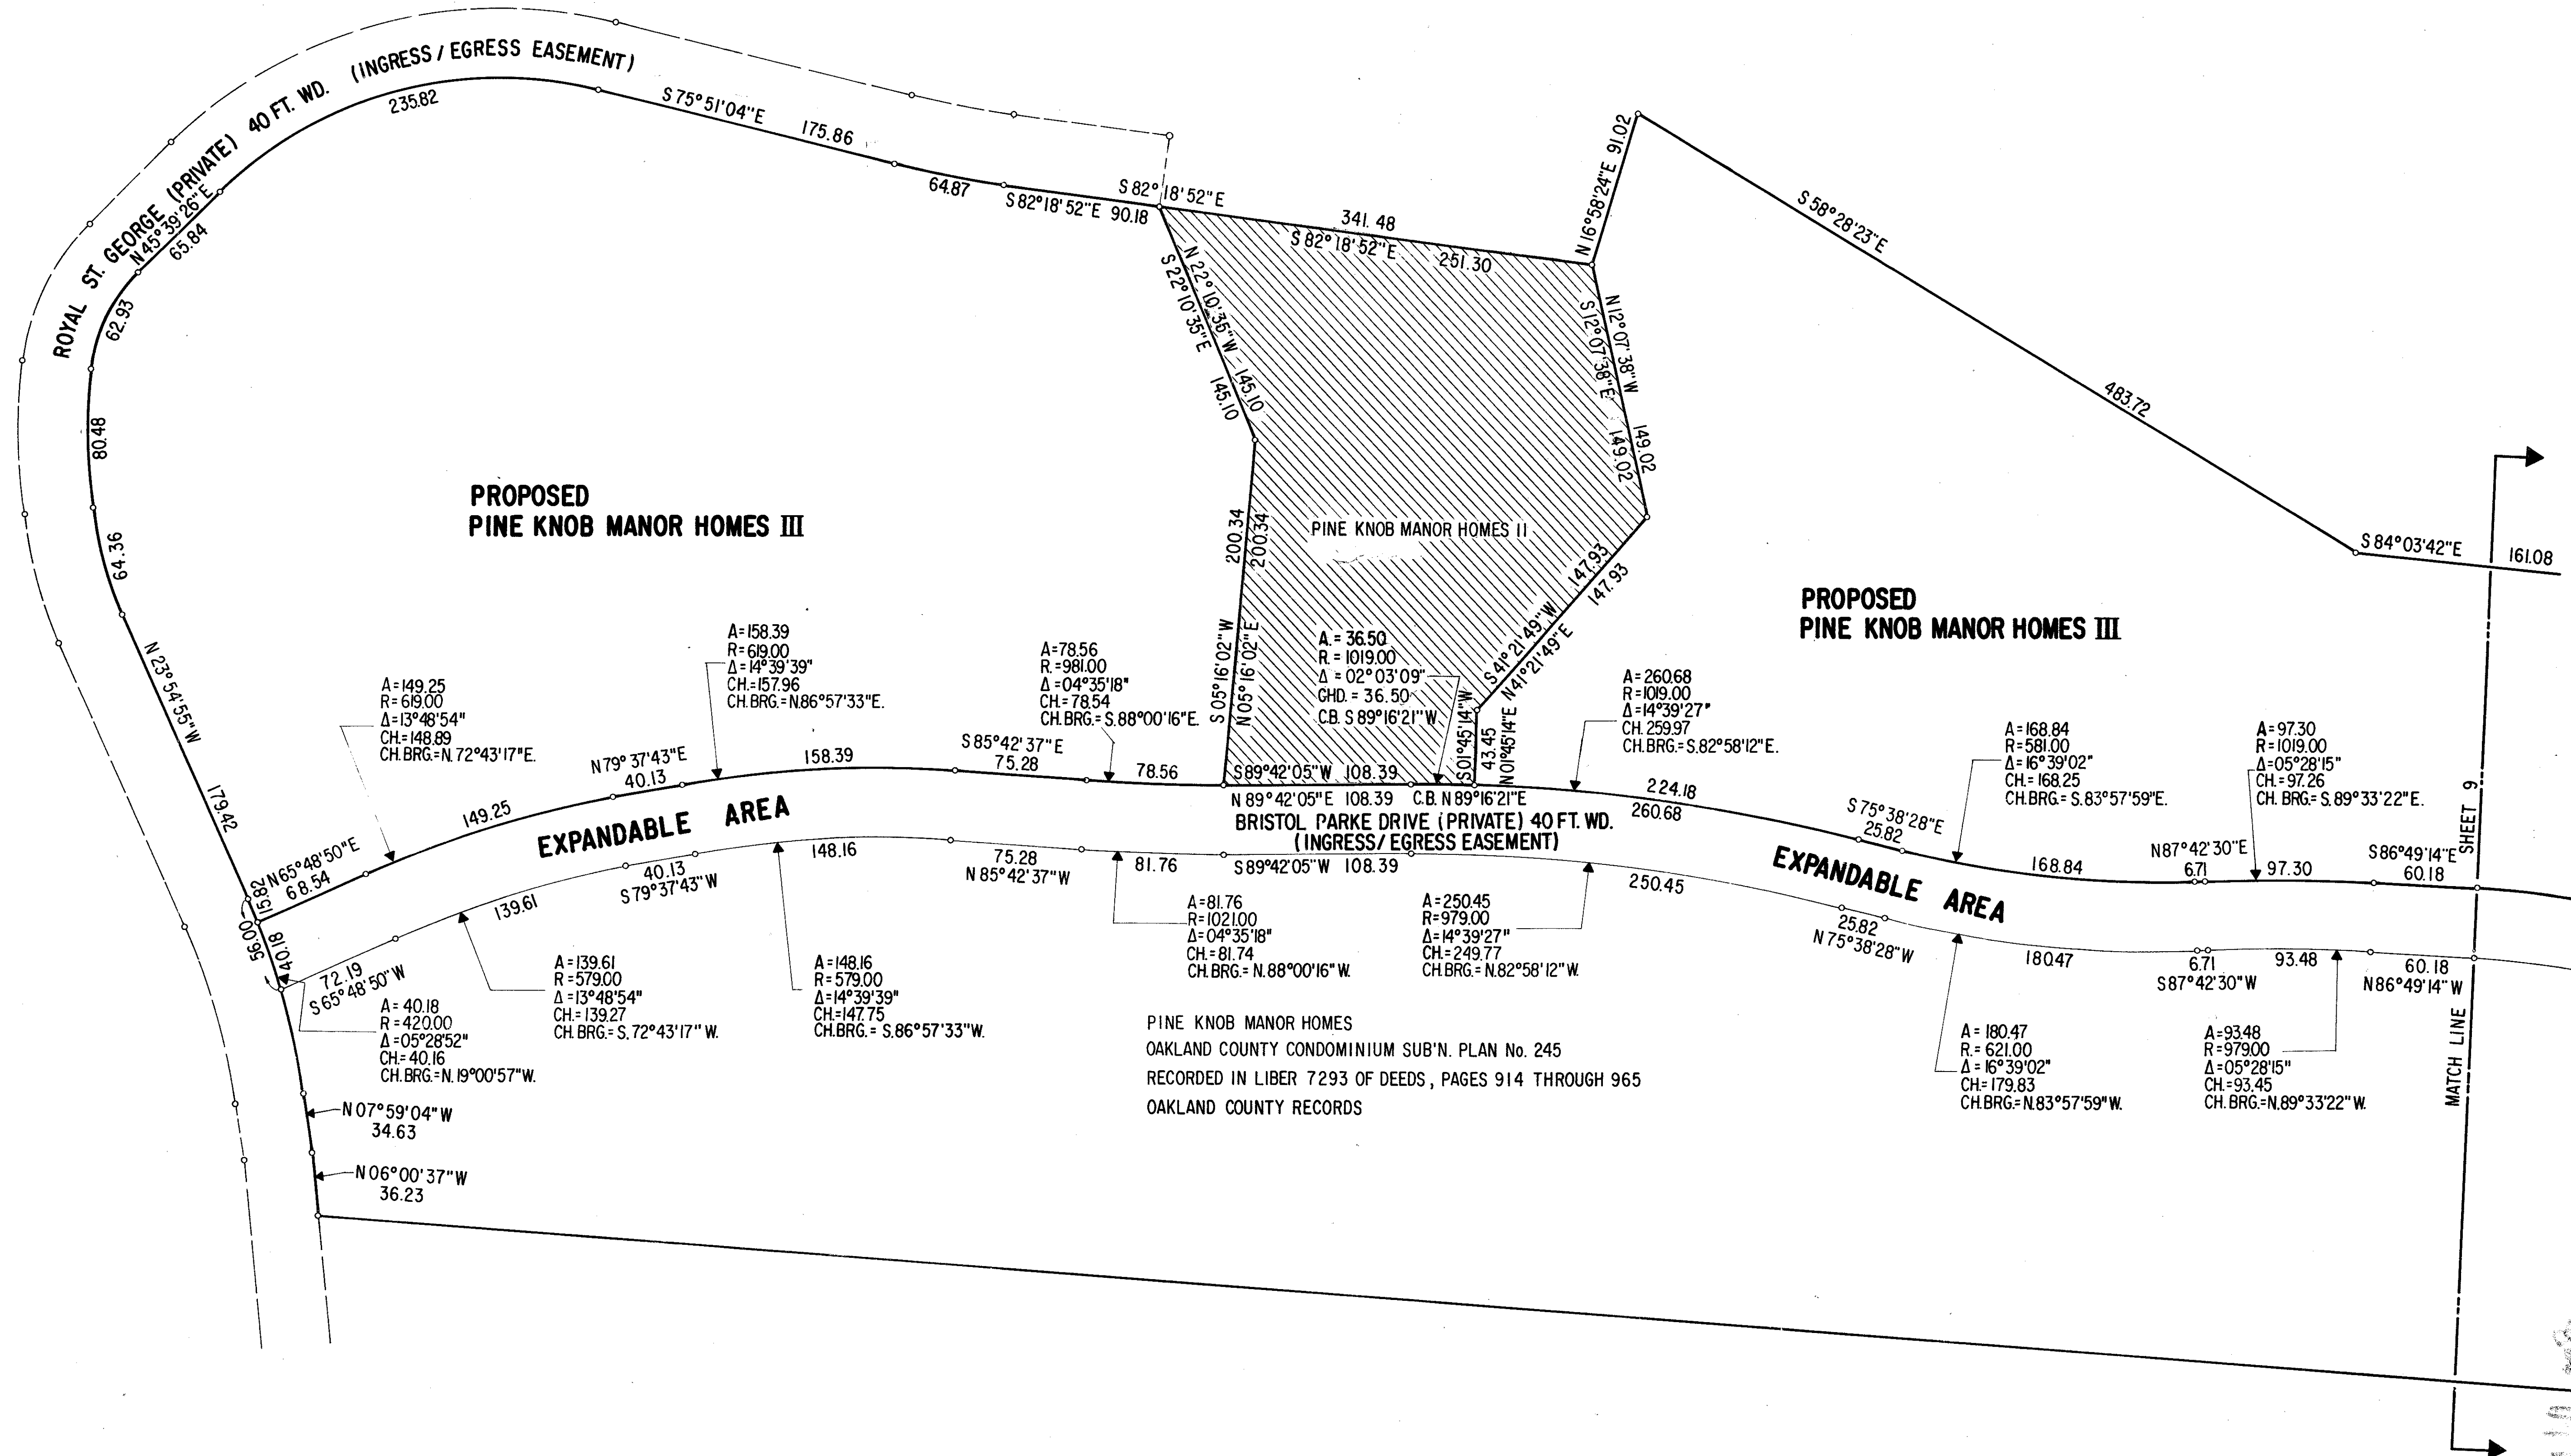 ROYAL ST. GEORGE (PRIVATE) 40 FT. WD. (INGRESS / EGRESS EASEMENT)
235.82
S 75°51'04"E 175.86
64.87
S 82°18'52"E 90.18
S 82°18'52"E
341.48
S 82°18'52"E 251.30
N 16°58'24"E 91.02
S 58°28'23"E
483.72
S 84°03'42"E 161.08
N 45°39'26"E
65.84
62.93
80.48
64.36
N 23°54'55"W 179.42
N 22°10'35"W 145.10
S 22°10'35"E 145.10
N 12°07'38"W 149.02
S 12°07'38"E 149.02
PROPOSED
PINE KNOB MANOR HOMES III
PINE KNOB MANOR HOMES II
PROPOSED
PINE KNOB MANOR HOMES III
S 05°16'02"W 200.34
N 05°16'02"E 200.34
S 41°21'49"W 147.93
N 41°21'49"E 147.93
S 01°45'14"W
43.45
N 01°45'14"E
A=149.25
R=619.00
Δ=13°48'54"
CH.=148.89
CH.BRG.=N.72°43'17"E.
A=158.39
R=619.00
Δ=14°39'39"
CH.=157.96
CH.BRG.=N.86°57'33"E.
A=78.56
R.=981.00
Δ=04°35'18"
CH.=78.54
CH.BRG.=S.88°00'16"E.
A.= 36.50
R.= 1019.00
Δ = 02°03'09"
CHD. = 36.50
C.B. S 89°16'21"W
A=260.68
R=1019.00
Δ=14°39'27"
CH. 259.97
CH.BRG.=S.82°58'12"E.
A=168.84
R=581.00
Δ=16°39'02"
CH.=168.25
CH.BRG.=S.83°57'59"E.
A=97.30
R=1019.00
Δ=05°28'15"
CH.=97.26
CH. BRG.=S.89°33'22"E.
N 65°48'50"E
68.54
149.25
N 79°37'43"E
40.13
158.39
S 85°42'37"E
75.28
78.56
S 89°42'05"W 108.39
N 89°42'05"E 108.39 C.B. N 89°16'21"E
224.18
260.68
S 75°38'28"E
25.82
168.84
N 87°42'30"E
6.71
97.30
S 86°49'14"E
60.18
EXPANDABLE AREA
BRISTOL PARKE DRIVE (PRIVATE) 40 FT. WD.
(INGRESS/EGRESS EASEMENT)
EXPANDABLE AREA
15.82
56.00
40.18
72.19
S 65°48'50"W
139.61
40.13
S 79°37'43"W
148.16
75.28
N 85°42'37"W
81.76
S 89°42'05"W 108.39
250.45
25.82
N 75°38'28"W
180.47
6.71
S 87°42'30"W
93.48
60.18
N 86°49'14"W
A= 40.18
R=420.00
Δ=05°28'52"
CH.=40.16
CH.BRG.=N.19°00'57"W.
A=139.61
R=579.00
Δ=13°48'54"
CH.=139.27
CH. BRG.=S.72°43'17"W.
A=148.16
R=579.00
Δ=14°39'39"
CH.=147.75
CH.BRG.= S.86°57'33"W.
A=81.76
R=1021.00
Δ=04°35'18"
CH.=81.74
CH.BRG.=N.88°00'16"W.
A=250.45
R=979.00
Δ=14°39'27"
CH.=249.77
CH.BRG.=N.82°58'12"W.
A= 180.47
R.= 621.00
Δ=16°39'02"
CH.=179.83
CH.BRG.=N.83°57'59"W.
A=93.48
R=979.00
Δ=05°28'15"
CH.=93.45
CH.BRG.=N.89°33'22"W.
N 07°59'04"W
34.63
N 06°00'37"W
36.23
PINE KNOB MANOR HOMES
OAKLAND COUNTY CONDOMINIUM SUB'N. PLAN No. 245
RECORDED IN LIBER 7293 OF DEEDS, PAGES 914 THROUGH 965
OAKLAND COUNTY RECORDS
MATCH LINE SHEET 9